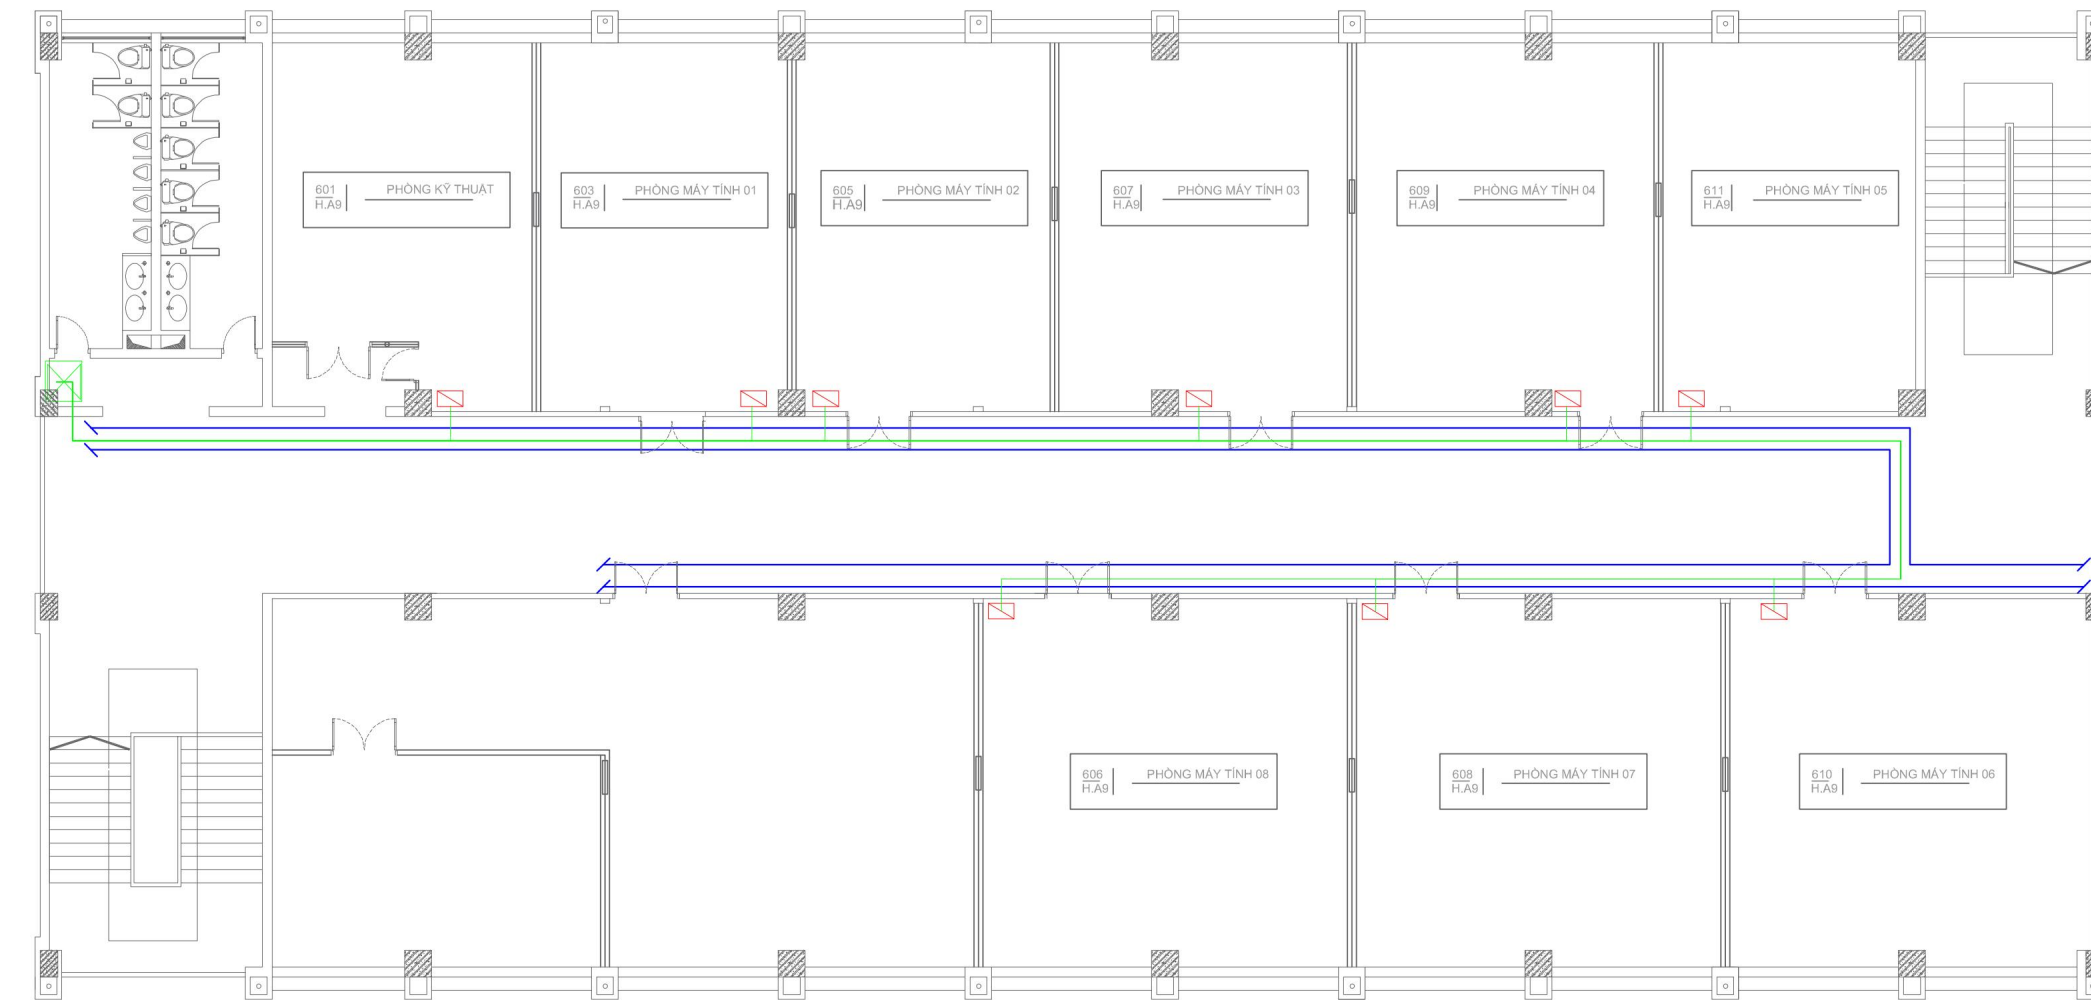 601
H.A9
PHÒNG KỸ THUẬT
603
H.A9
PHÒNG MÁY TÍNH 01
605
H.A9
PHÒNG MÁY TÍNH 02
607
H.A9
PHÒNG MÁY TÍNH 03
609
H.A9
PHÒNG MÁY TÍNH 04
611
H.A9
PHÒNG MÁY TÍNH 05
606
H.A9
PHÒNG MÁY TÍNH 08
608
H.A9
PHÒNG MÁY TÍNH 07
610
H.A9
PHÒNG MÁY TÍNH 06